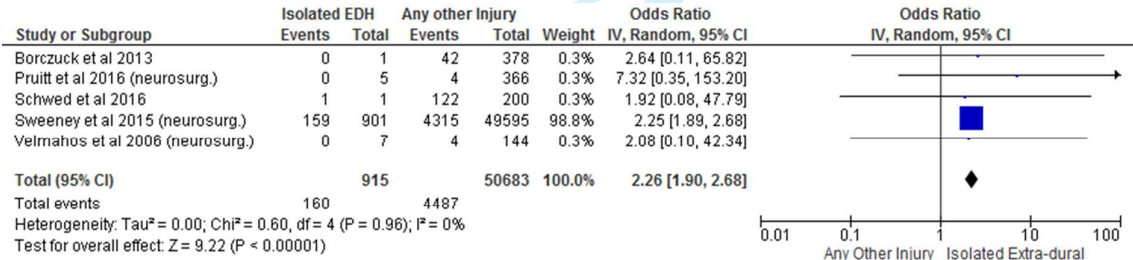 Isolated EDH Any other Injury Odds Ratio Odds Ratio
Study or Subgroup Events Total Events Total Weight IV, Random, 95% CI IV, Random, 95% CI
Borczuck et al 2013 0 1 42 378 0.3% 2.64 [0.11, 65.82]
Pruitt et al 2016 (neurosurg.) 0 5 4 366 0.3% 7.32 [0.35, 153.20]
Schwed et al 2016 1 1 122 200 0.3% 1.92 [0.08, 47.79]
Sweeney et al 2015 (neurosurg.) 159 901 4315 49595 98.8% 2.25 [1.89, 2.68]
Velmahos et al 2006 (neurosurg.) 0 7 4 144 0.3% 2.08 [0.10, 42.34]
Total (95% CI) 915 50683 100.0% 2.26 [1.90, 2.68]
Total events 160 4487
Heterogeneity: Tau² = 0.00; Chi² = 0.60, df = 4 (P = 0.96); I² = 0%
Test for overall effect: Z = 9.22 (P < 0.00001)
0.01 0.1 1 10 100
Any Other Injury Isolated Extra-dural